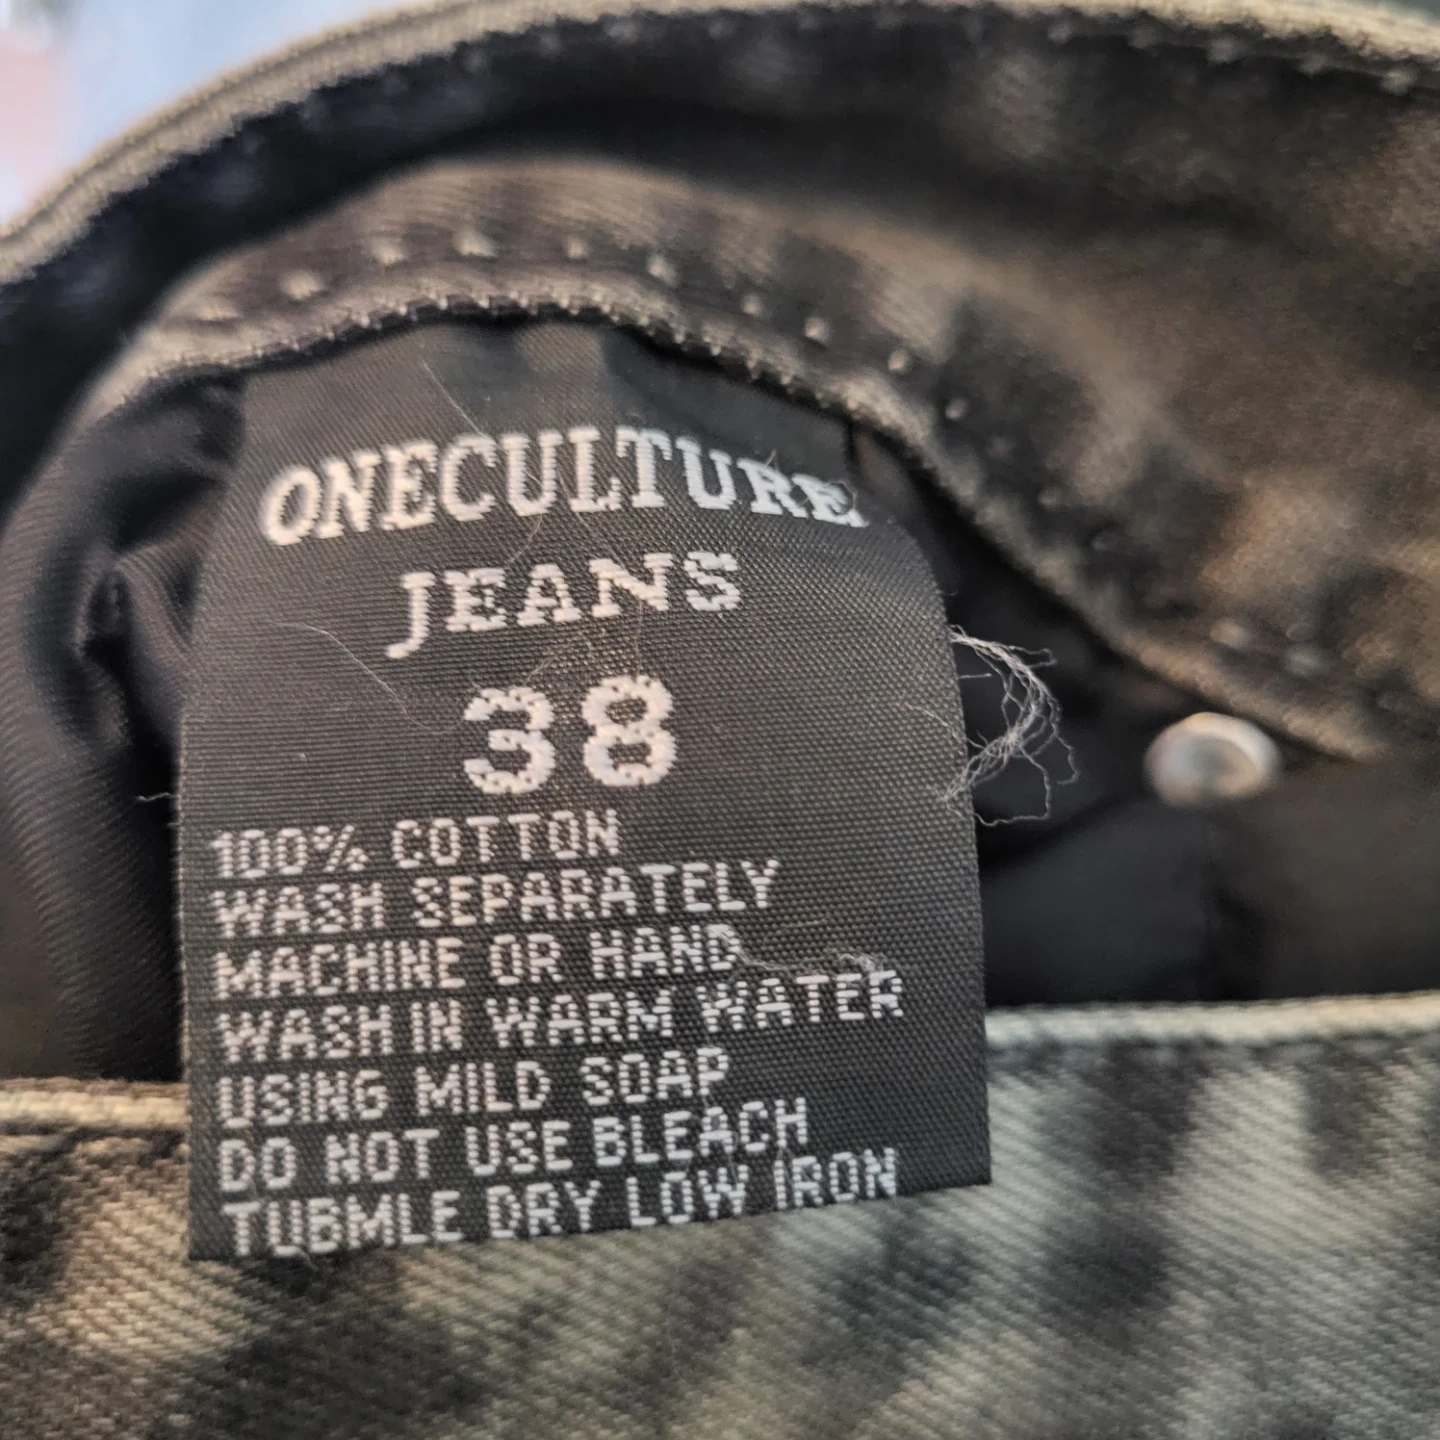 ONECULTURE
JEANS
38
100% COTTON
WASH SEPARATELY
MACHINE OR HAND
WASH IN WARM WATER
USING MILD SOAP
DO NOT USE BLEACH
TUBMLE DRY LOW IRON